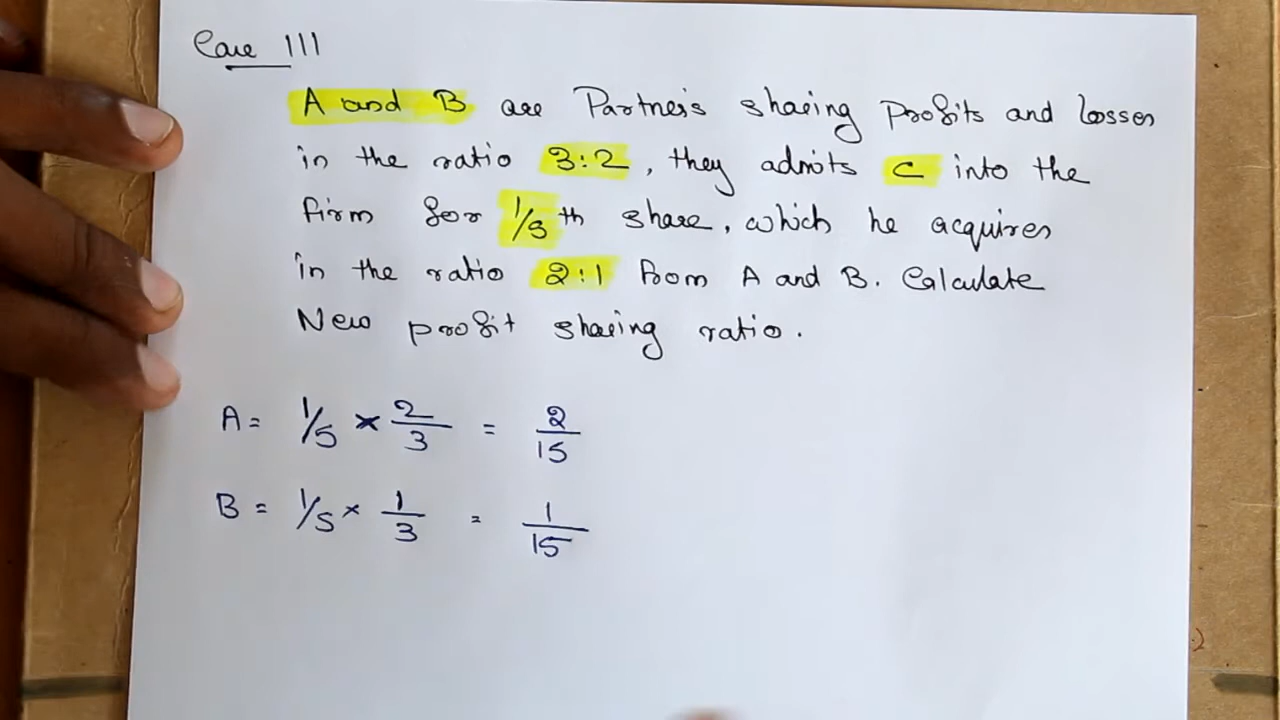 Case III
A and B are Partners sharing profits and losses
in the ratio 3:2, they admits C into the
firm for 1/5th share, which he acquires
in the ratio 2:1 from A and B. Calculate
New profit sharing ratio.
A = 1/5 × 2/3 = 2/15
B = 1/5 × 1/3 = 1/15